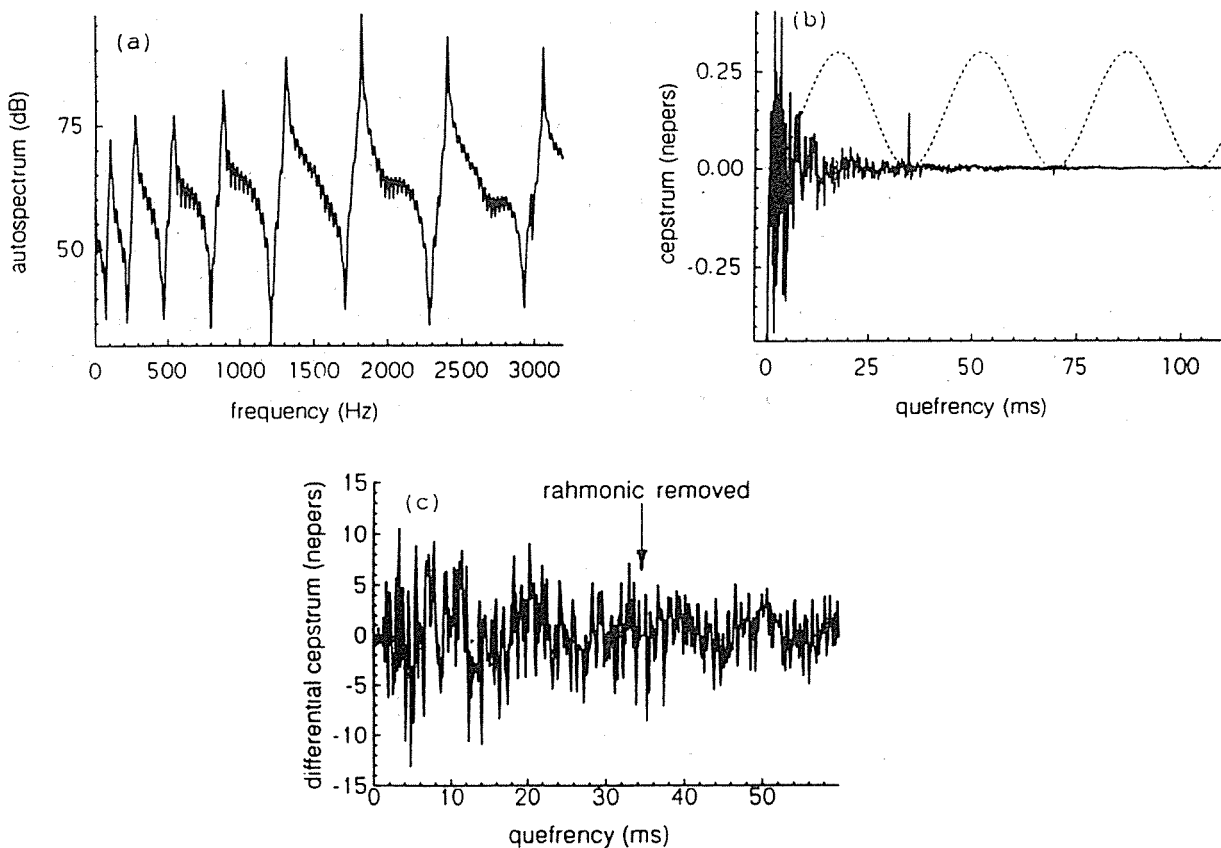 (a)
autospectrum (dB)
75
50
0 500 1000 1500 2000 2500 3000
frequency (Hz)
(b)
cepstrum (nepers)
0.25
0.00
-0.25
0 25 50 75 100
quefrency (ms)
(c)
rahmonic removed
differential cepstrum (nepers)
15
10
5
0
-5
-10
-15
0 10 20 30 40 50
quefrency (ms)